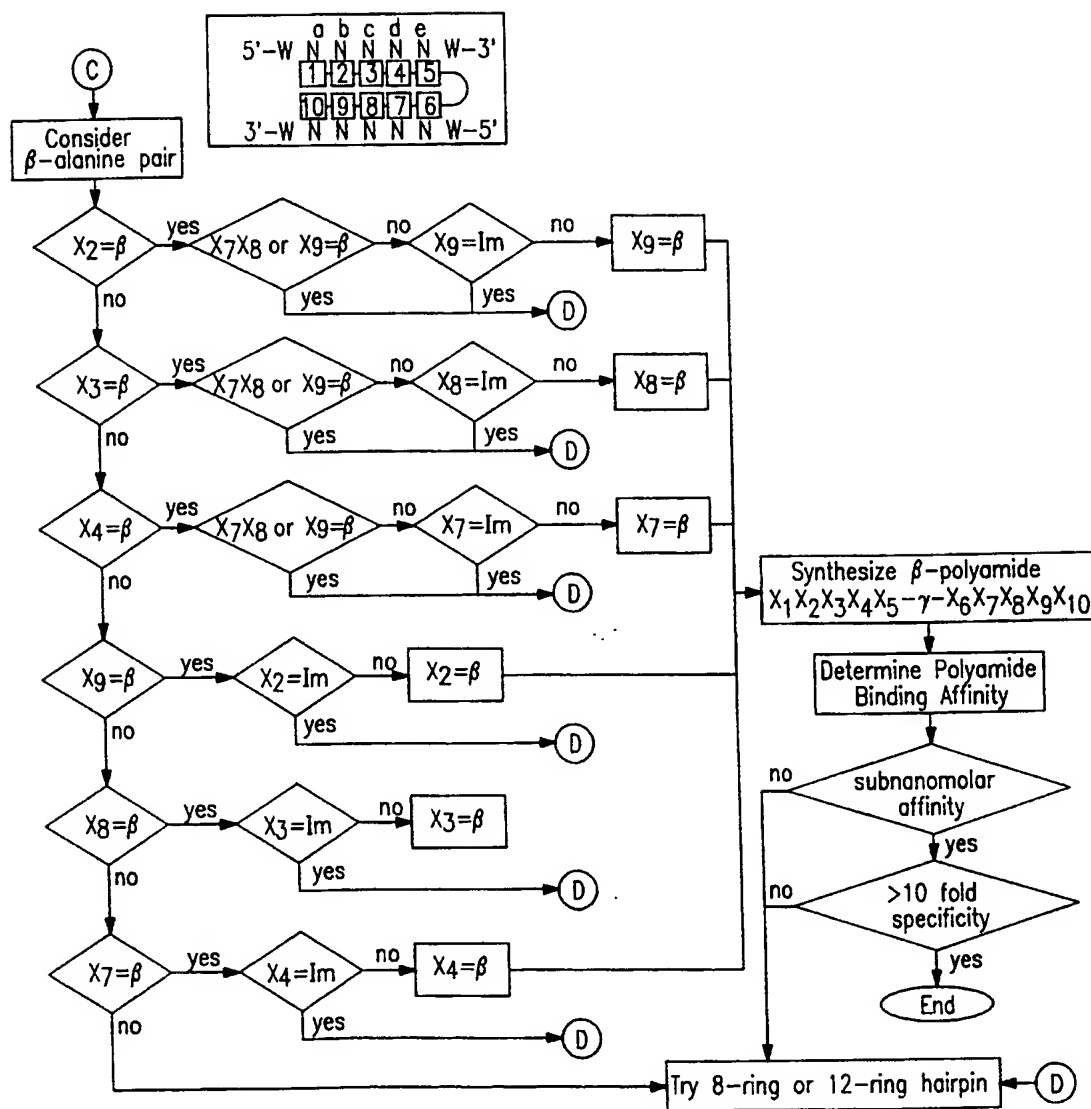 a b c d e
5'-W N N N N N W-3'
1 2 3 4 5
10 9 8 7 6
3'-W N N N N N W-5'
C
Consider
β-alanine pair
X2=β
yes
X7X8 or X9=β
no
X9=Im
no
X9=β
yes
yes
D
no
X3=β
yes
X7X8 or X9=β
no
X8=Im
no
X8=β
yes
yes
D
no
X4=β
yes
X7X8 or X9=β
no
X7=Im
no
X7=β
yes
yes
D
no
X9=β
yes
X2=Im
no
X2=β
yes
D
no
X8=β
yes
X3=Im
no
X3=β
yes
D
no
X7=β
yes
X4=Im
no
X4=β
yes
D
no
Synthesize β-polyamide
X1X2X3X4X5-γ-X6X7X8X9X10
Determine Polyamide
Binding Affinity
no
subnanomolar
affinity
yes
no
>10 fold
specificity
yes
End
Try 8-ring or 12-ring hairpin
D